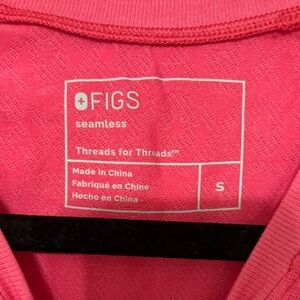 FIGS
seamless
Threads for Threads™
Made in China
Fabriqué en Chine
Hecho en China
S